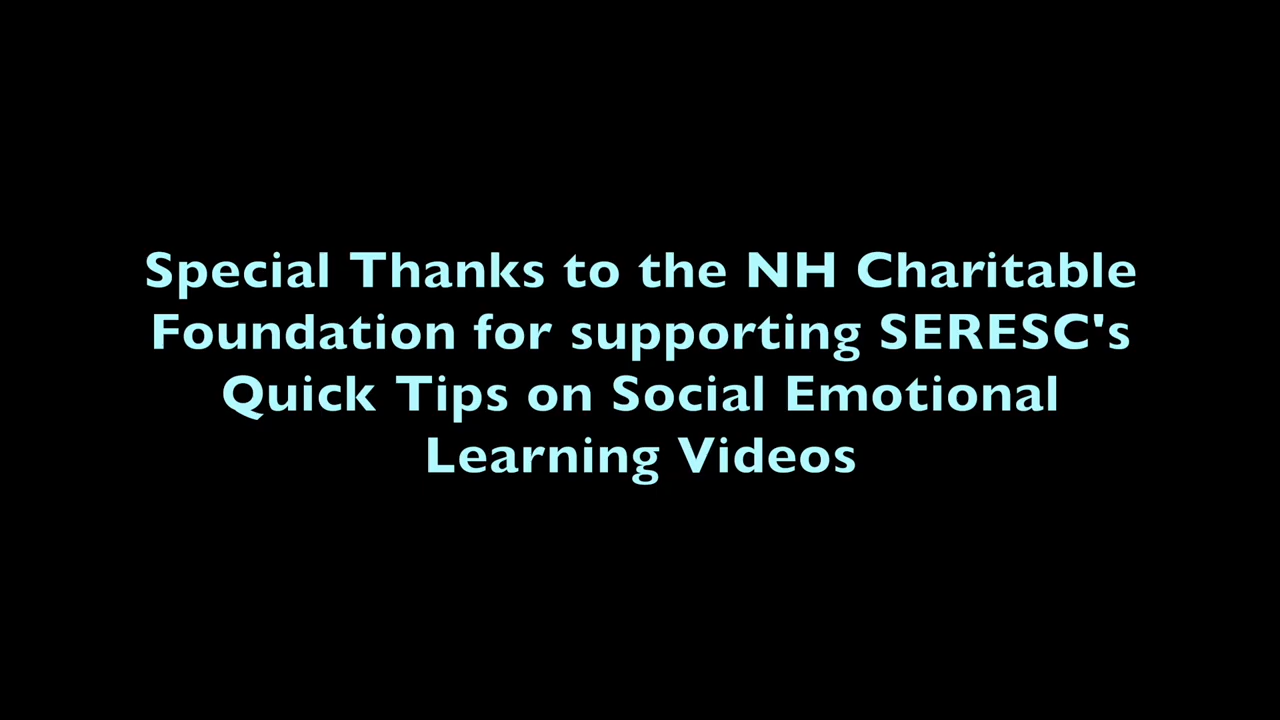 Special Thanks to the NH Charitable
Foundation for supporting SERESC's
Quick Tips on Social Emotional
Learning Videos